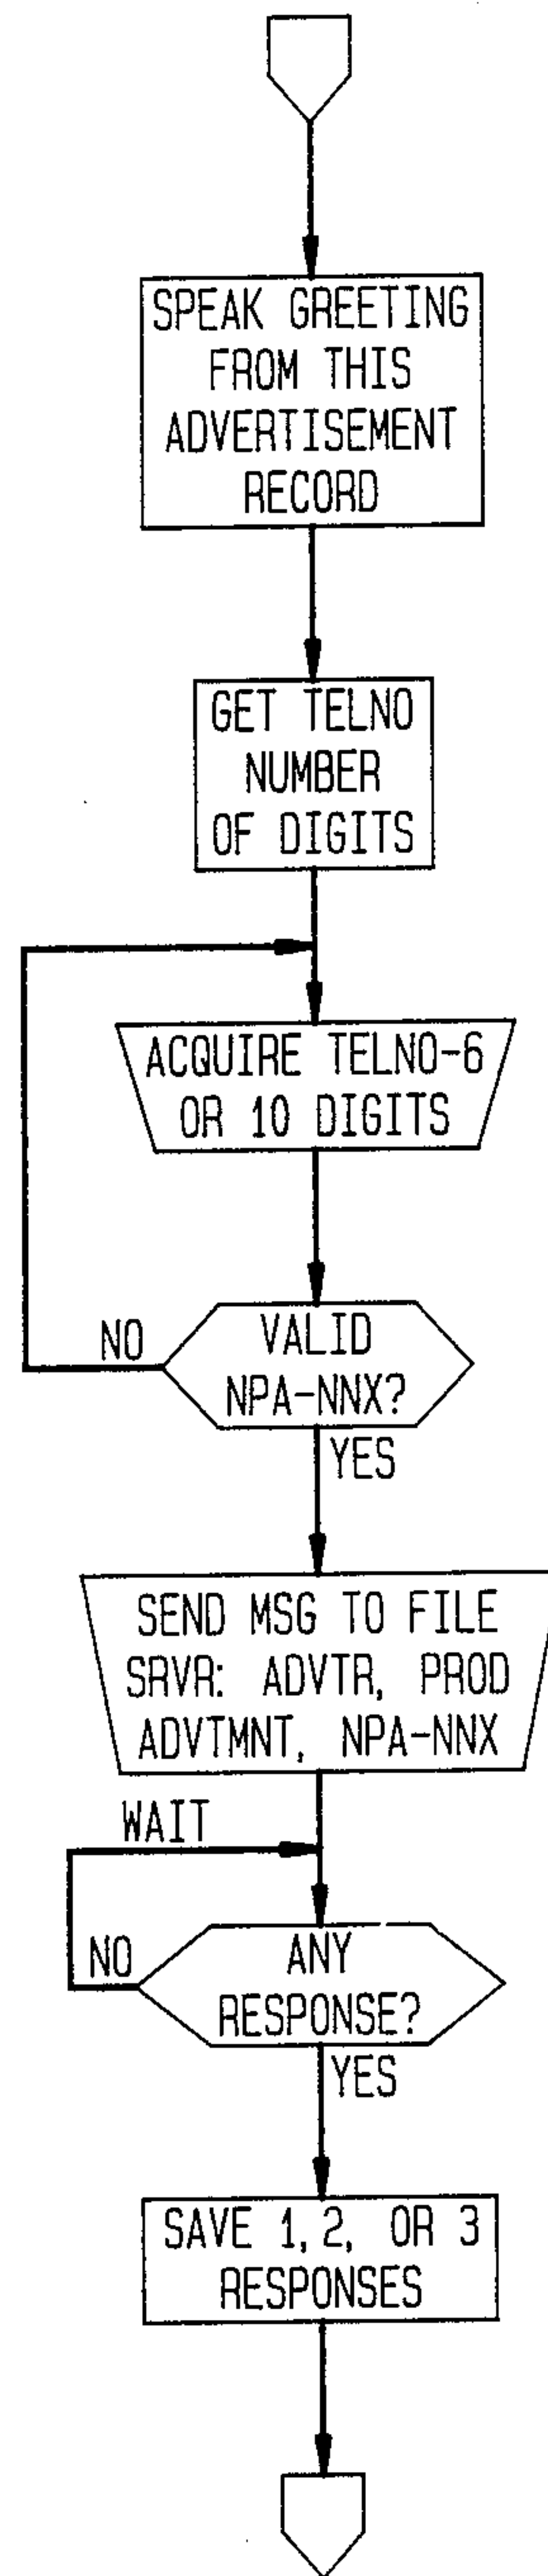 SPEAK GREETING
FROM THIS
ADVERTISEMENT
RECORD
GET TELNO
NUMBER
OF DIGITS
ACQUIRE TELNO-6
OR 10 DIGITS
NO
VALID
NPA-NNX?
YES
SEND MSG TO FILE
SRVR: ADVTR, PROD
ADVTMNT, NPA-NNX
WAIT
NO
ANY
RESPONSE?
YES
SAVE 1, 2, OR 3
RESPONSES